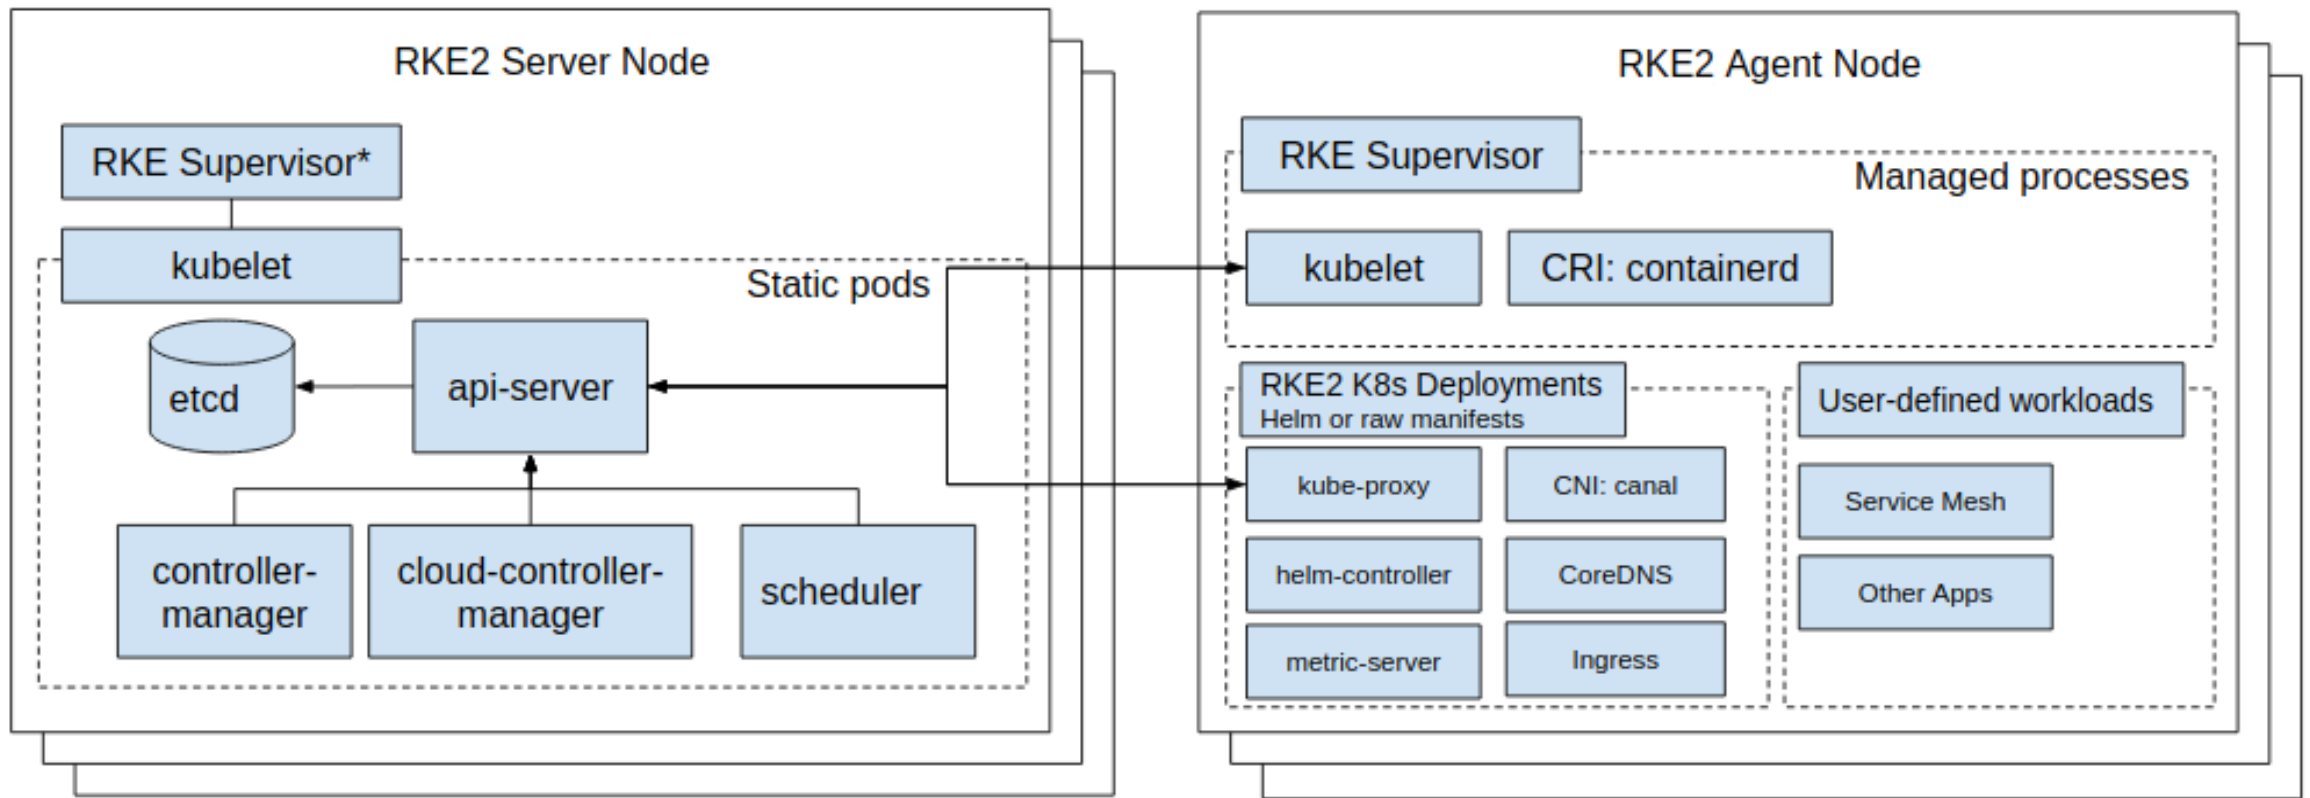 RKE2 Server Node
RKE Supervisor*
kubelet
Static pods
etcd
api-server
controller-
manager
cloud-controller-
manager
scheduler
RKE2 Agent Node
RKE Supervisor
Managed processes
kubelet
CRI: containerd
RKE2 K8s Deployments
Helm or raw manifests
kube-proxy
CNI: canal
helm-controller
CoreDNS
metric-server
Ingress
User-defined workloads
Service Mesh
Other Apps